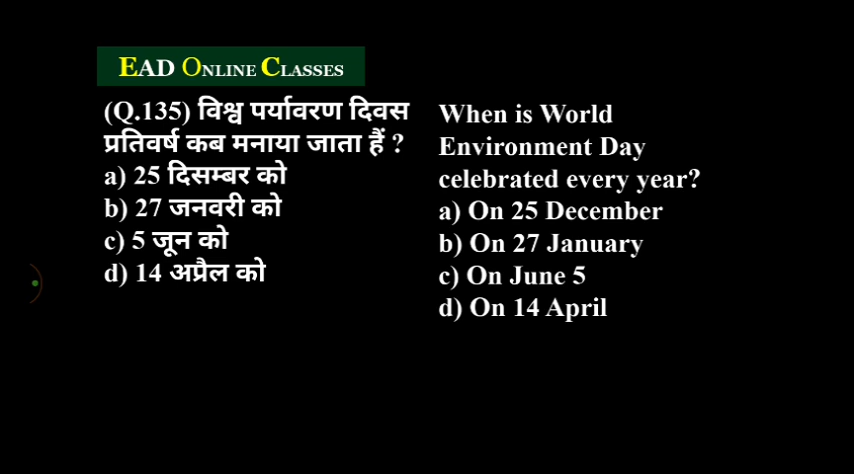 EAD ONLINE CLASSES
(Q.135) विश्व पर्यावरण दिवस
प्रतिवर्ष कब मनाया जाता हैं ?
a) 25 दिसम्बर को
b) 27 जनवरी को
c) 5 जून को
d) 14 अप्रैल को
When is World
Environment Day
celebrated every year?
a) On 25 December
b) On 27 January
c) On June 5
d) On 14 April